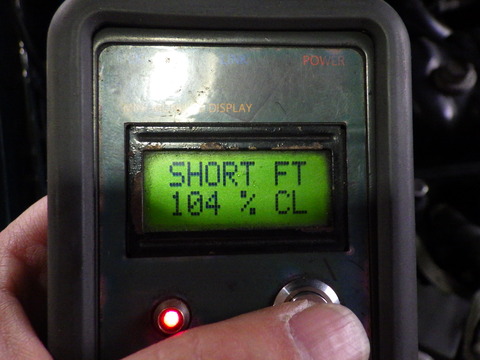 POWER
DISPLAY
SHORT FT
104 % CL